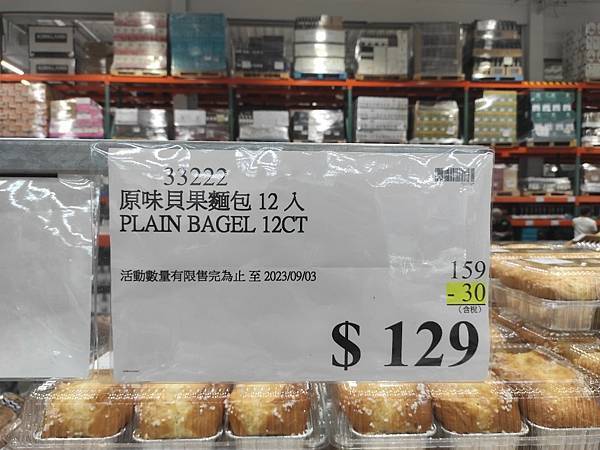 KIRKLAND
33222
原味貝果麵包 12 入
PLAIN BAGEL 12CT
活動數量有限售完為止 至 2023/09/03
159
- 30
(含稅)
$ 129